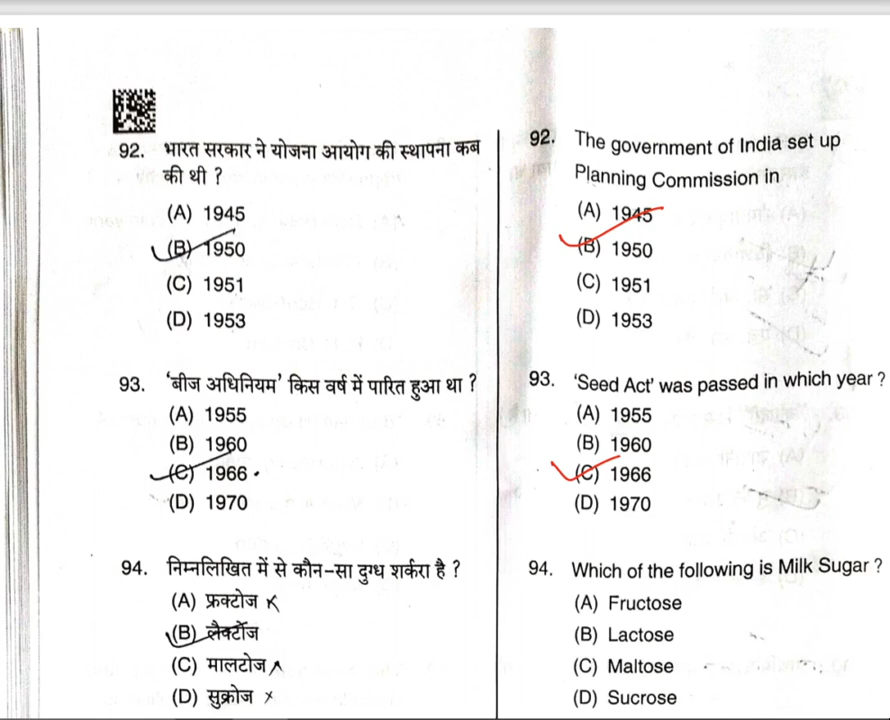 92. भारत सरकार ने योजना आयोग की स्थापना कब
की थी ?
(A) 1945
(B) 1950
(C) 1951
(D) 1953
93. 'बीज अधिनियम' किस वर्ष में पारित हुआ था ?
(A) 1955
(B) 1960
(C) 1966
(D) 1970
94. निम्नलिखित में से कौन-सा दुग्ध शर्करा है ?
(A) फ्रक्टोज
(B) लैक्टोज
(C) मालटोज
(D) सुक्रोज
92. The government of India set up
Planning Commission in
(A) 1945
(B) 1950
(C) 1951
(D) 1953
93. 'Seed Act' was passed in which year ?
(A) 1955
(B) 1960
(C) 1966
(D) 1970
94. Which of the following is Milk Sugar ?
(A) Fructose
(B) Lactose
(C) Maltose
(D) Sucrose